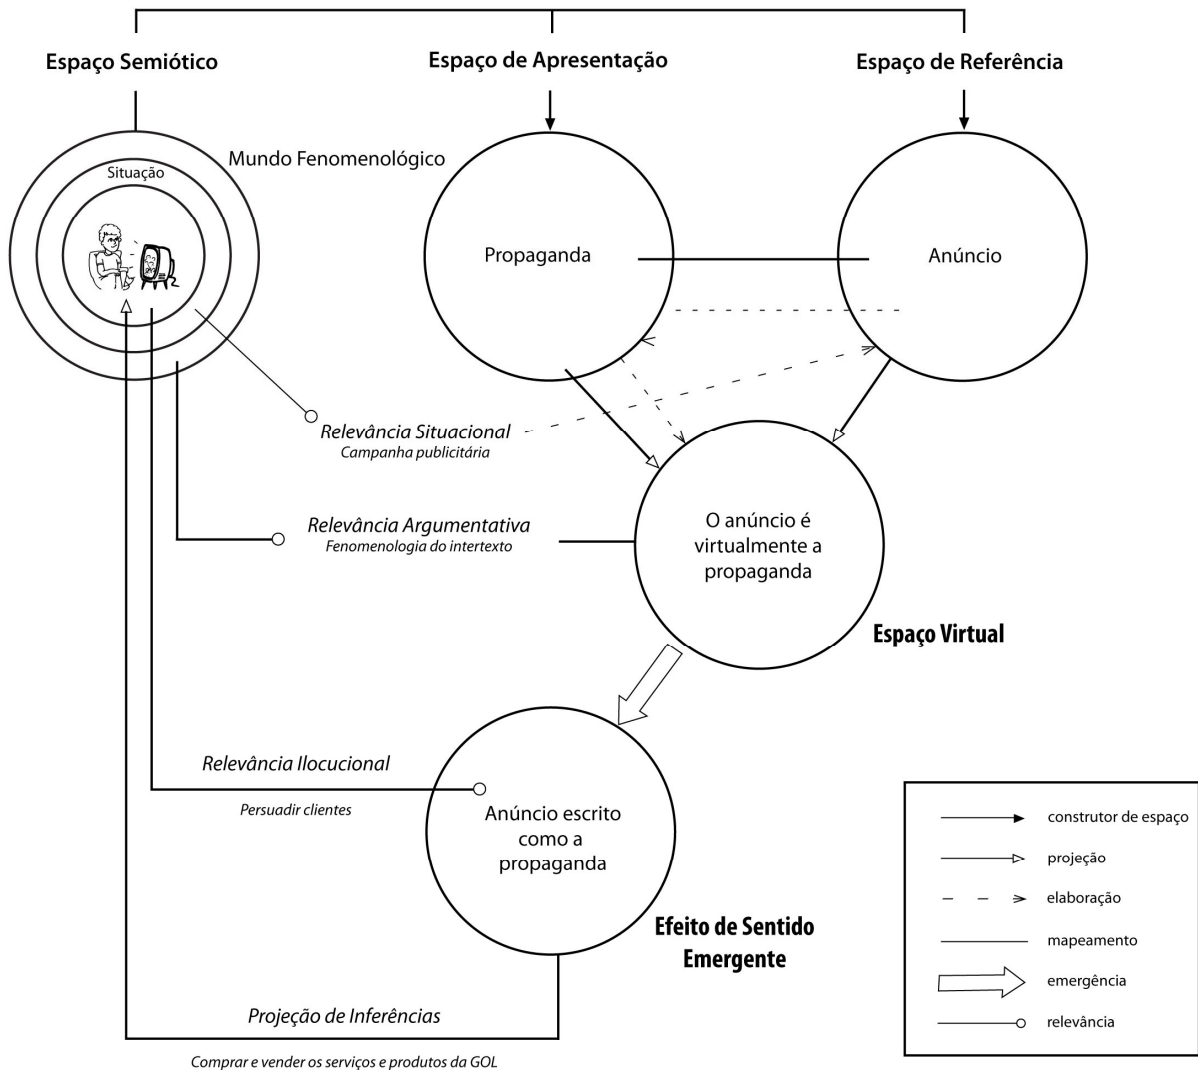 Espaço Semiótico
Espaço de Apresentação
Espaço de Referência
Mundo Fenomenológico
Situação
Propaganda
Anúncio
Relevância Situacional
Campanha publicitária
Relevância Argumentativa
Fenomenologia do intertexto
O anúncio é
virtualmente a
propaganda
Espaço Virtual
Relevância Ilocucional
Persuadir clientes
Anúncio escrito
como a
propaganda
Efeito de Sentido
Emergente
Projeção de Inferências
Comprar e vender os serviços e produtos da GOL
construtor de espaço
projeção
elaboração
mapeamento
emergência
relevância